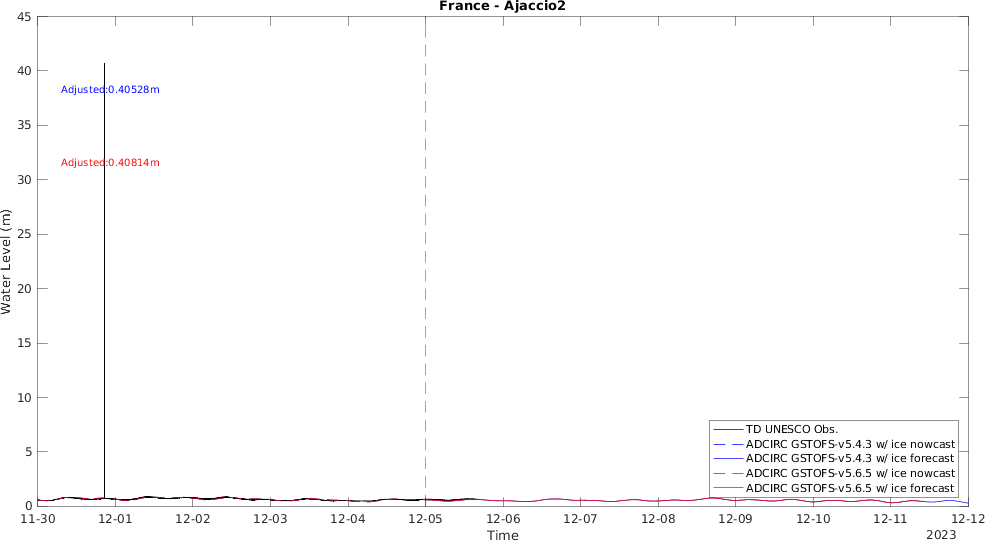 France - Ajaccio2
45
40
35
30
25
20
15
10
5
0
Water Level (m)
Adjusted:0.40528m
Adjusted:0.40814m
TD UNESCO Obs.
ADCIRC GSTOFS-v5.4.3 w/ ice nowcast
ADCIRC GSTOFS-v5.4.3 w/ ice forecast
ADCIRC GSTOFS-v5.6.5 w/ ice nowcast
ADCIRC GSTOFS-v5.6.5 w/ ice forecast
11-30 12-01 12-02 12-03 12-04 12-05 12-06 12-07 12-08 12-09 12-10 12-11 12-12
Time
2023